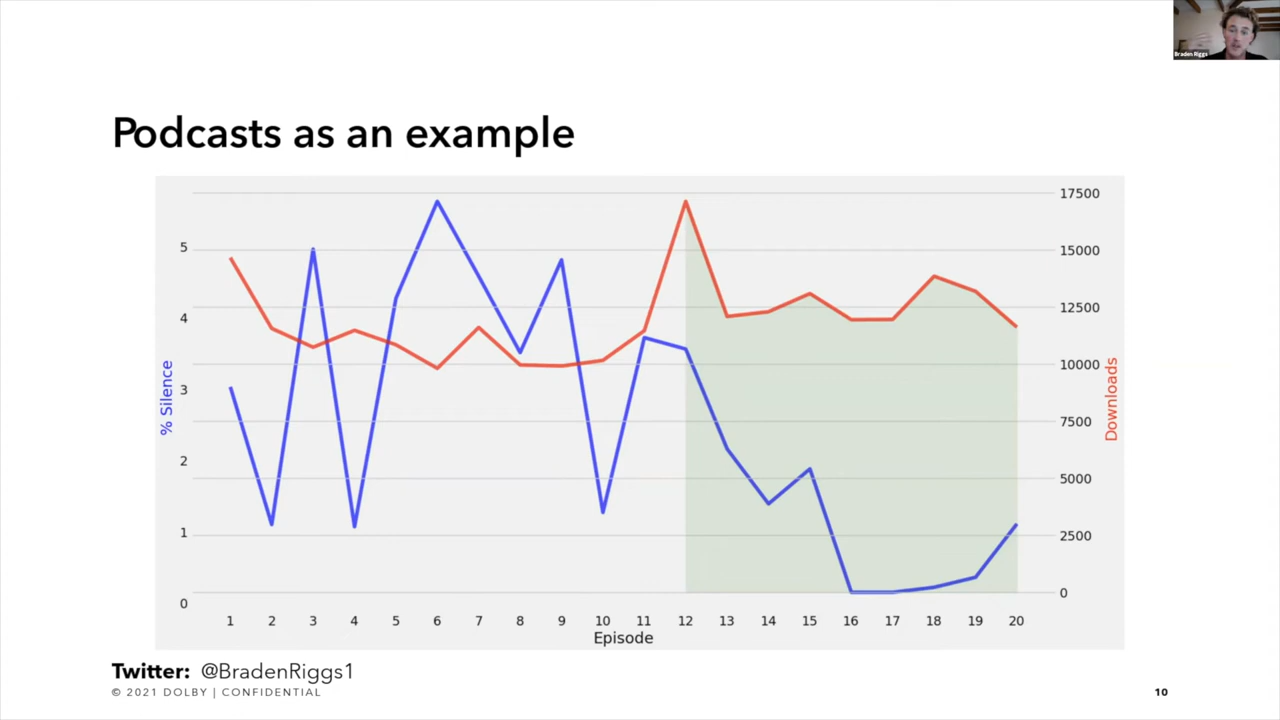 Braden Riggs
Podcasts as an example
17500
15000
12500
10000
7500
5000
2500
0
5
4
3
2
1
0
% Silence
Downloads
1 2 3 4 5 6 7 8 9 10 11 12 13 14 15 16 17 18 19 20
Episode
Twitter: @BradenRiggs1
© 2021 DOLBY | CONFIDENTIAL
10